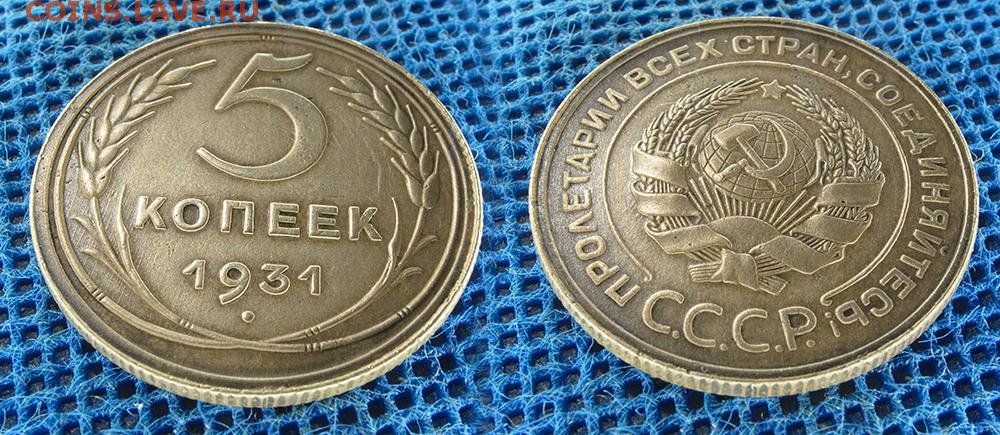 COINS.LAVE.RU
5
КОПЕЕК
1931
ПРОЛЕТАРИИ ВСЕХ СТРАН, СОЕДИНЯЙТЕСЬ!
С.С.С.Р.